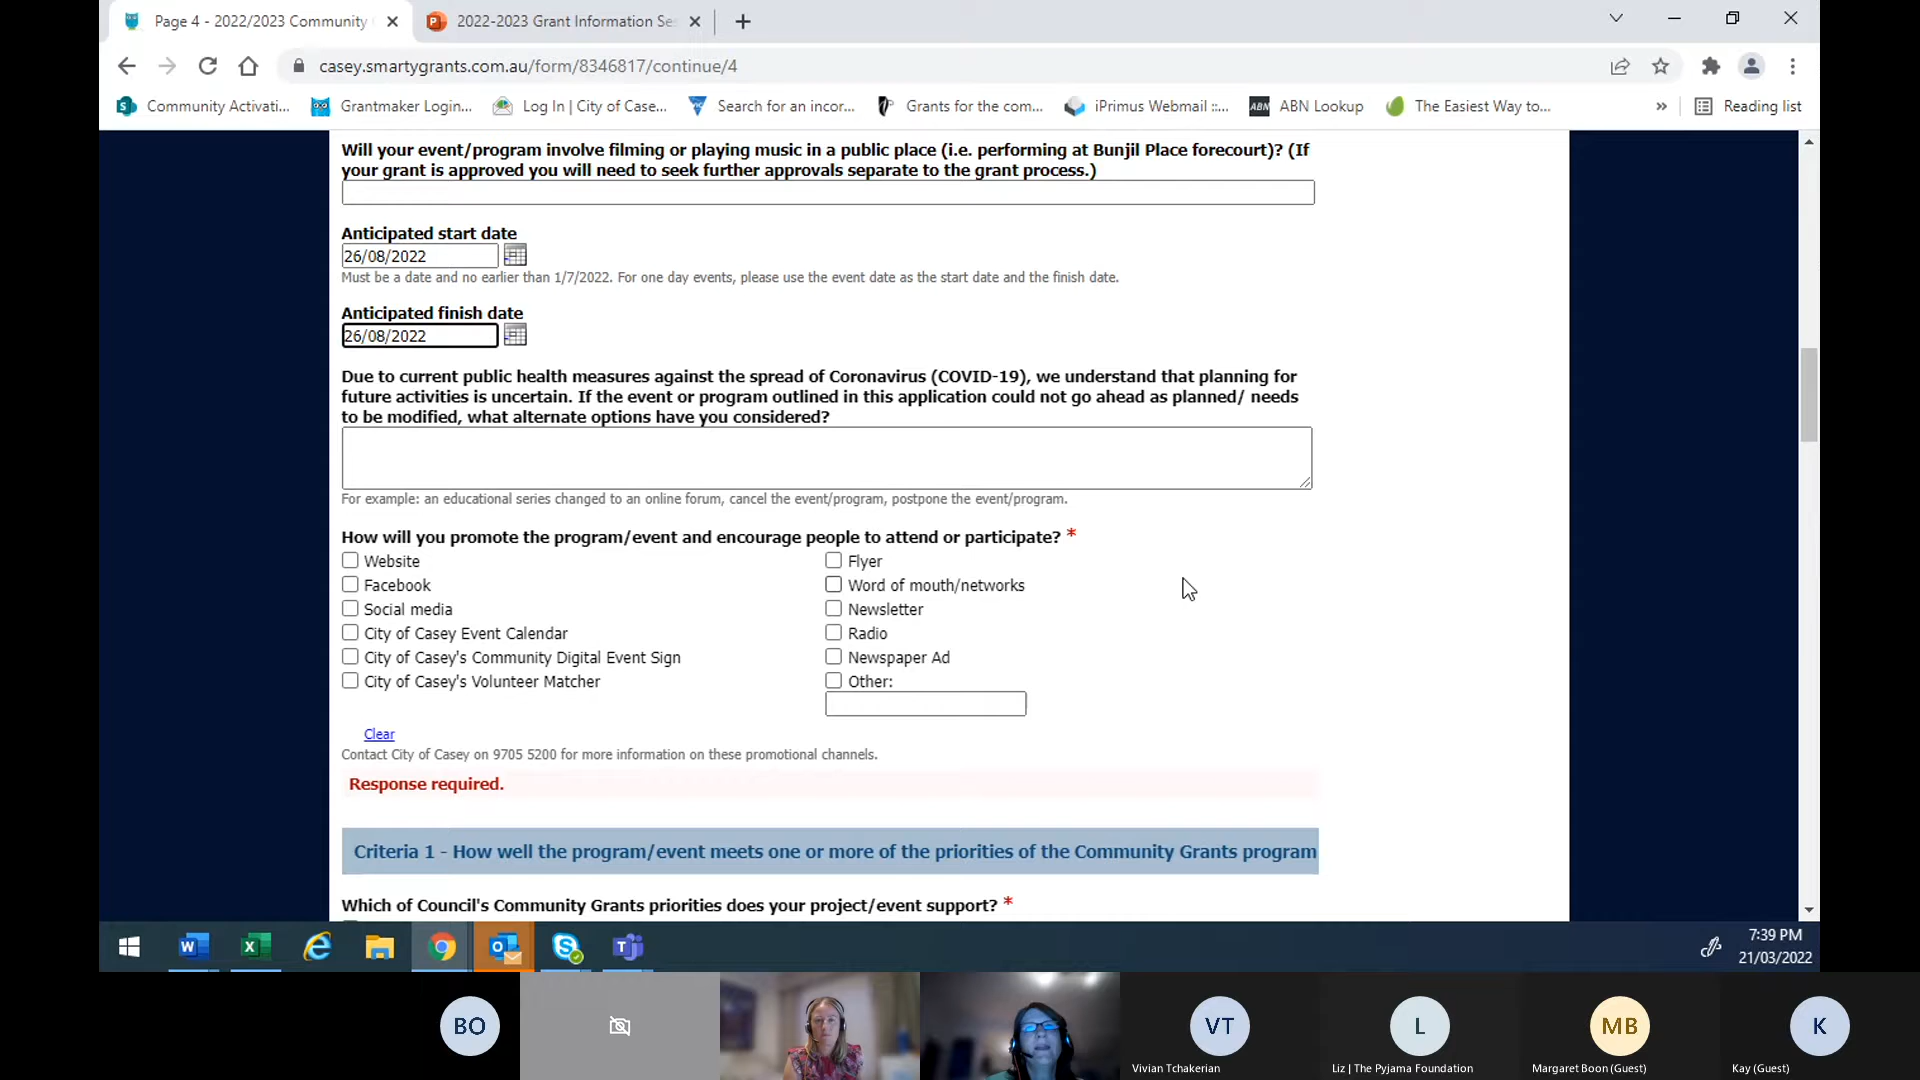 Page 4 - 2022/2023 Community
2022-2023 Grant Information Se
casey.smartygrants.com.au/form/8346817/continue/4
Community Activati...
Grantmaker Login...
Log In | City of Case...
Search for an incor...
Grants for the com...
iPrimus Webmail ::...
ABN
ABN Lookup
The Easiest Way to...
»
Reading list
Will your event/program involve filming or playing music in a public place (i.e. performing at Bunjil Place forecourt)? (If
your grant is approved you will need to seek further approvals separate to the grant process.)
Anticipated start date
26/08/2022
Must be a date and no earlier than 1/7/2022. For one day events, please use the event date as the start date and the finish date.
Anticipated finish date
26/08/2022
Due to current public health measures against the spread of Coronavirus (COVID-19), we understand that planning for
future activities is uncertain. If the event or program outlined in this application could not go ahead as planned/ needs
to be modified, what alternate options have you considered?
For example: an educational series changed to an online forum, cancel the event/program, postpone the event/program.
How will you promote the program/event and encourage people to attend or participate? *
Website
Flyer
Facebook
Word of mouth/networks
Social media
Newsletter
City of Casey Event Calendar
Radio
City of Casey's Community Digital Event Sign
Newspaper Ad
City of Casey's Volunteer Matcher
Other:
Clear
Contact City of Casey on 9705 5200 for more information on these promotional channels.
Response required.
Criteria 1 - How well the program/event meets one or more of the priorities of the Community Grants program
Which of Council's Community Grants priorities does your project/event support? *
7:39 PM
21/03/2022
BO
VT
L
MB
K
Vivian Tchakerian
Liz | The Pyjama Foundation
Margaret Boon (Guest)
Kay (Guest)